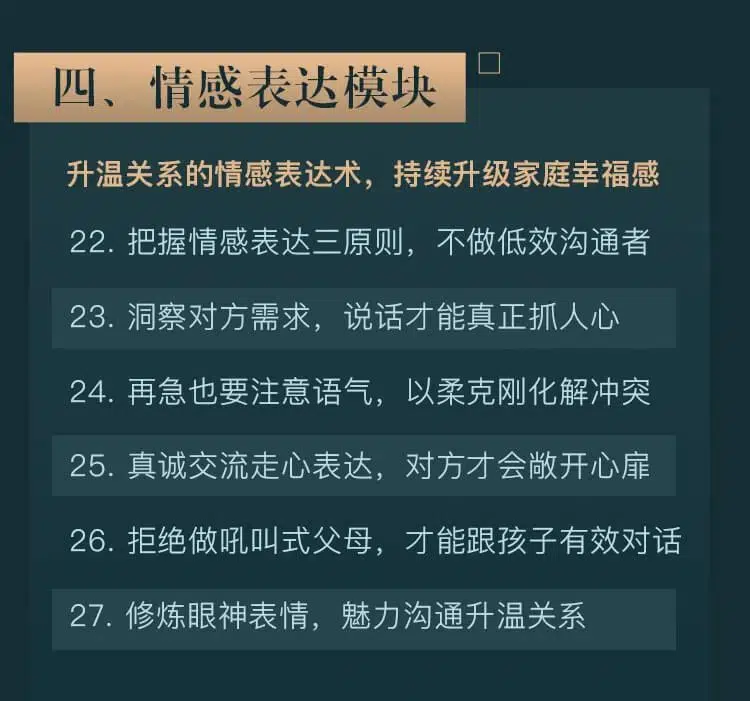 四、情感表达模块
升温关系的情感表达术，持续升级家庭幸福感
22. 把握情感表达三原则，不做低效沟通者
23. 洞察对方需求，说话才能真正抓人心
24. 再急也要注意语气，以柔克刚化解冲突
25. 真诚交流走心表达，对方才会敞开心扉
26. 拒绝做吼叫式父母，才能跟孩子有效对话
27. 修炼眼神表情，魅力沟通升温关系